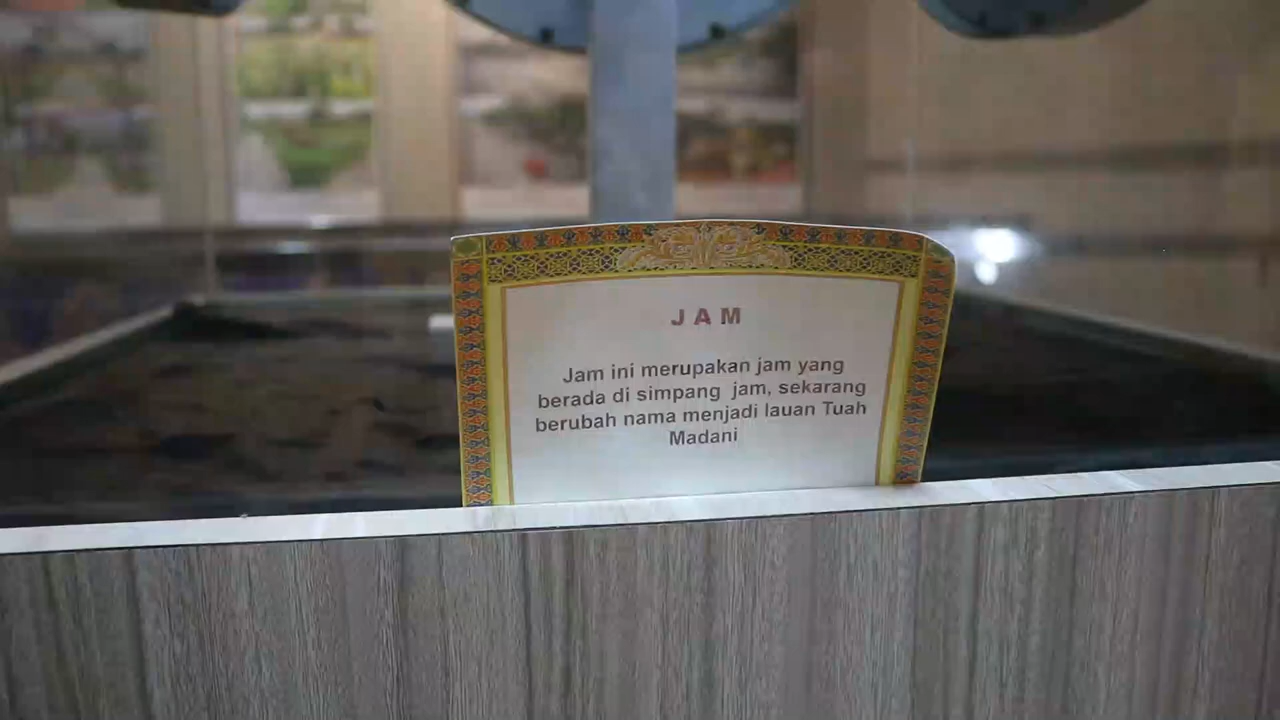 JAM
Jam ini merupakan jam yang
berada di simpang jam, sekarang
berubah nama menjadi lauan Tuah
Madani